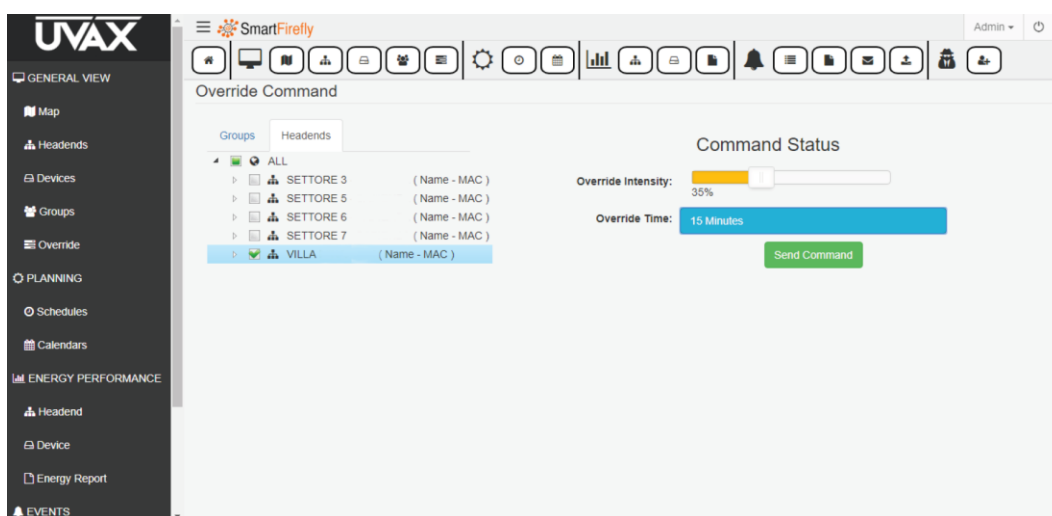 UVAX
GENERAL VIEW
Map
Headends
Devices
Groups
Override
PLANNING
Schedules
Calendars
ENERGY PERFORMANCE
Headend
Device
Energy Report
EVENTS
SmartFirefly
Admin
Override Command
Groups Headends
ALL
SETTORE 3 ( Name - MAC )
SETTORE 5 ( Name - MAC )
SETTORE 6 ( Name - MAC )
SETTORE 7 ( Name - MAC )
VILLA ( Name - MAC )
Command Status
Override Intensity:
35%
Override Time: 15 Minutes
Send Command